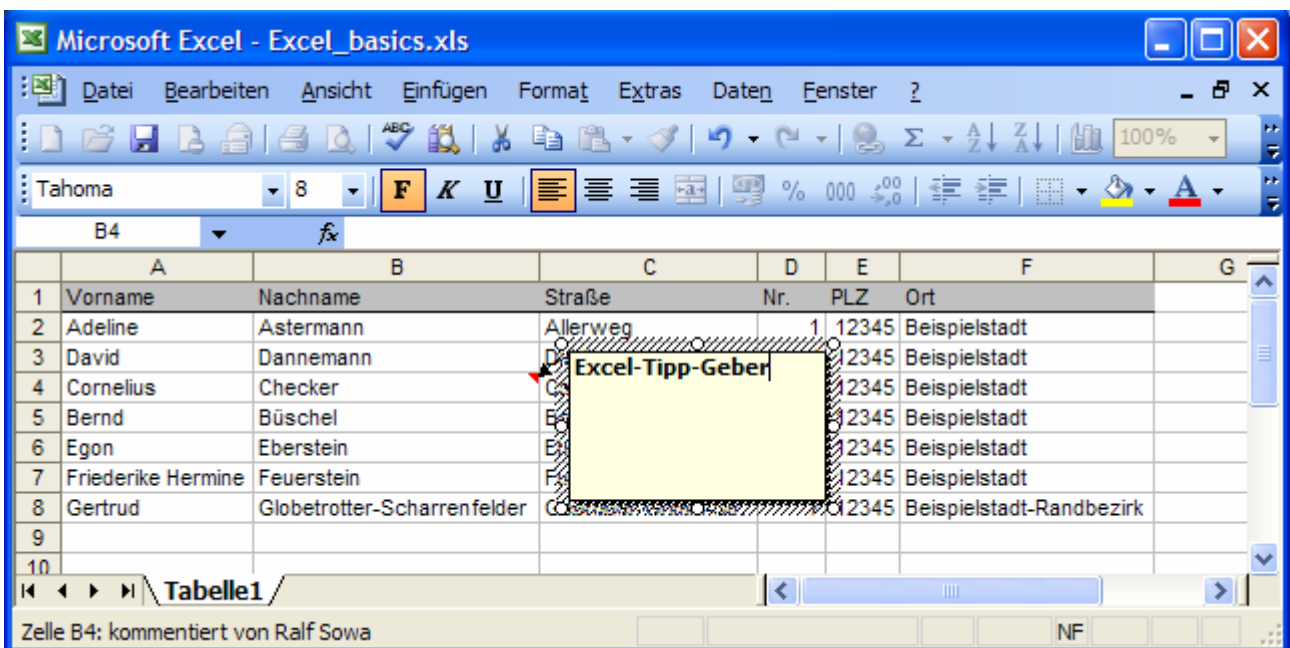 Microsoft Excel - Excel_basics.xls
Datei Bearbeiten Ansicht Einfügen Format Extras Daten Fenster ?
ABC Σ A Z Z A 100%
Tahoma 8 F K U % 000 ,00 ,0 A
B4 fx
A B C D E F G
1 Vorname Nachname Straße Nr. PLZ Ort
2 Adeline Astermann Allerweg 1 12345 Beispielstadt
3 David Dannemann 12345 Beispielstadt
Excel-Tipp-Geber
4 Cornelius Checker 12345 Beispielstadt
5 Bernd Büschel 12345 Beispielstadt
6 Egon Eberstein 12345 Beispielstadt
7 Friederike Hermine Feuerstein 12345 Beispielstadt
8 Gertrud Globetrotter-Scharrenfelder 12345 Beispielstadt-Randbezirk
9
10
Tabelle1
Zelle B4: kommentiert von Ralf Sowa NF